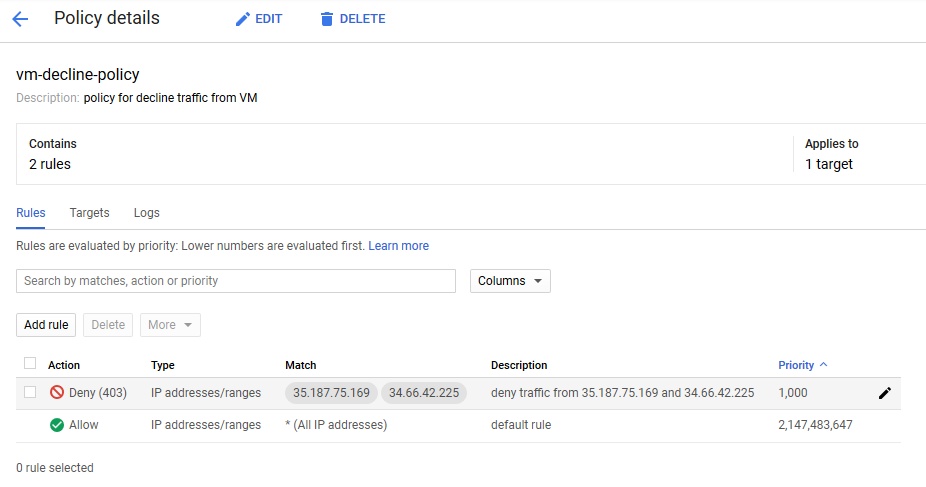 Policy details EDIT DELETE
vm-decline-policy
Description: policy for decline traffic from VM
Contains Applies to
2 rules 1 target
Rules Targets Logs
Rules are evaluated by priority: Lower numbers are evaluated first. Learn more
Search by matches, action or priority Columns
Add rule Delete More
Action Type Match Description Priority
Deny (403) IP addresses/ranges 35.187.75.169 34.66.42.225 deny traffic from 35.187.75.169 and 34.66.42.225 1,000
Allow IP addresses/ranges * (All IP addresses) default rule 2,147,483,647
0 rule selected